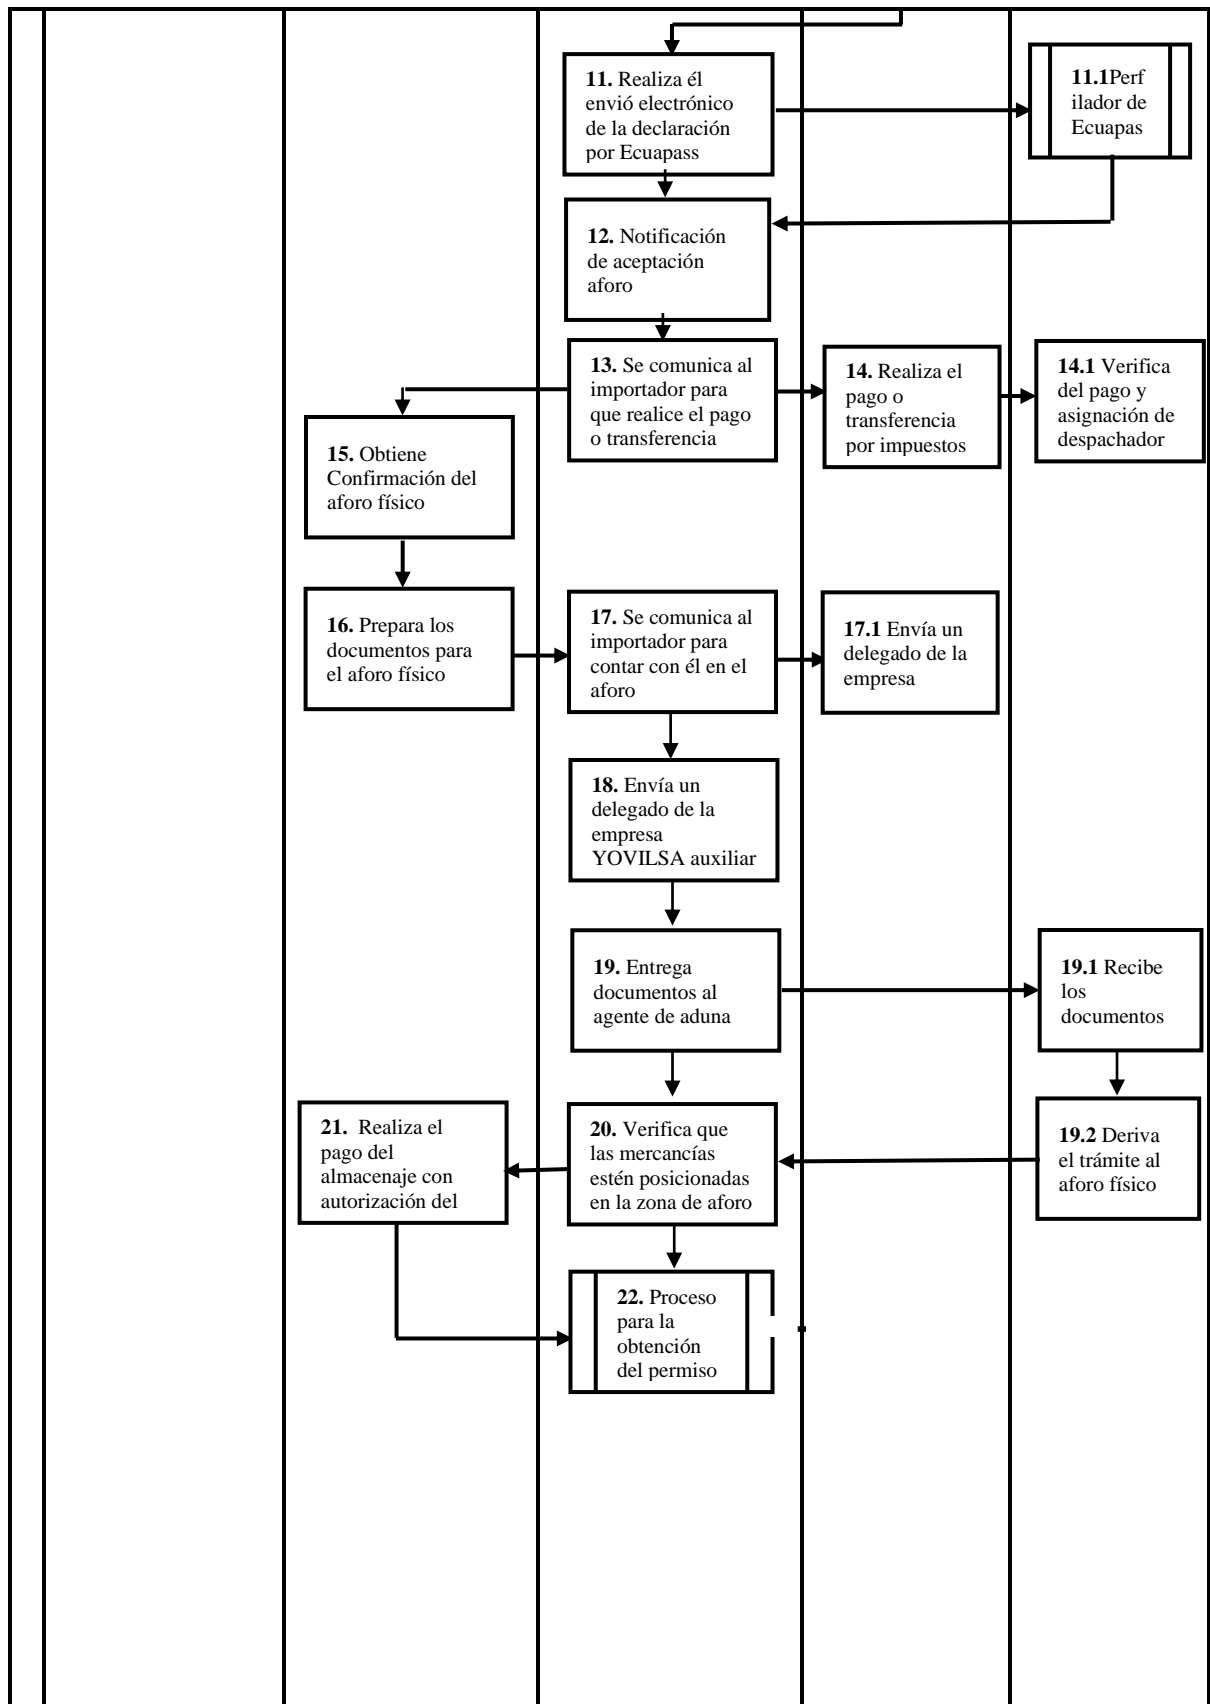 11. Realiza él
envió electrónico
de la declaración
por Ecuapass
11.1Perf
ilador de
Ecuapas
12. Notificación
de aceptación
aforo
13. Se comunica al
importador para
que realice el pago
o transferencia
14. Realiza el
pago o
transferencia
por impuestos
14.1 Verifica
del pago y
asignación de
despachador
15. Obtiene
Confirmación del
aforo físico
16. Prepara los
documentos para
el aforo físico
17. Se comunica al
importador para
contar con él en el
aforo
17.1 Envía un
delegado de la
empresa
18. Envía un
delegado de la
empresa
YOVILSA auxiliar
19. Entrega
documentos al
agente de aduna
19.1 Recibe
los
documentos
21. Realiza el
pago del
almacenaje con
autorización del
20. Verifica que
las mercancías
estén posicionadas
en la zona de aforo
19.2 Deriva
el trámite al
aforo físico
22. Proceso
para la
obtención
del permiso